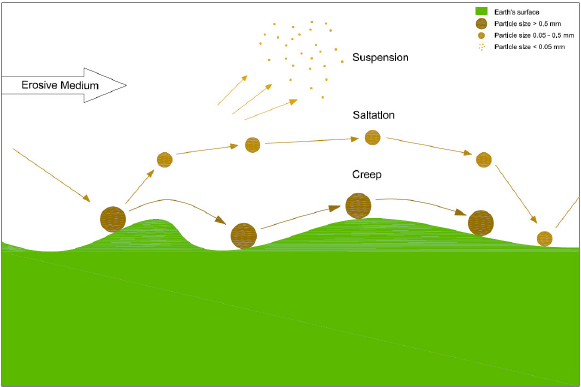 Earth's surface
Particle size > 0.5 mm
Particle size 0.05 - 0.5 mm
Particle size < 0.05 mm
Suspension
Erosive Medium
Saltation
Creep